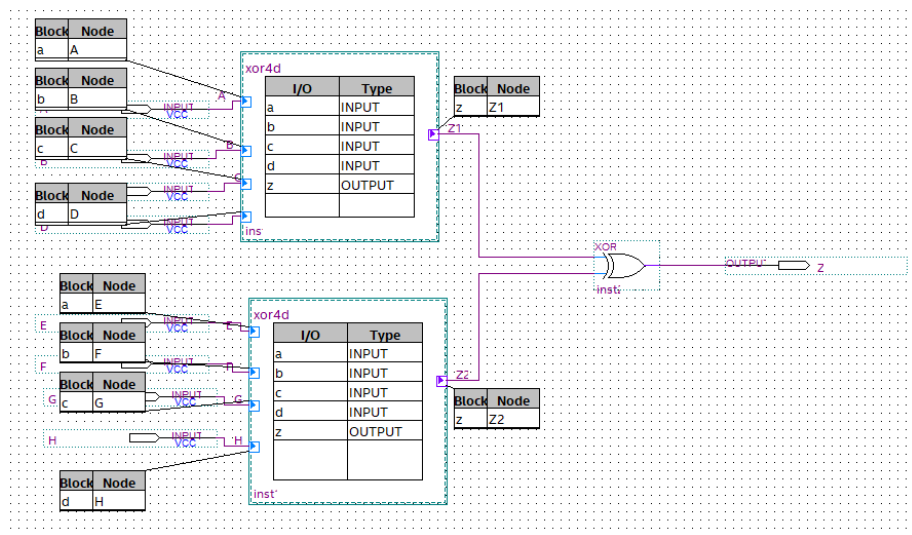 Block Node
a A
Block Node
b B
INPUT
VCC
A
Block Node
c C
INPUT
VCC
B
INPUT
VCC
Block Node
d D
INPUT
VCC
D
xor4d
I/O Type
a INPUT
b INPUT
c INPUT
d INPUT
z OUTPUT
ins
Block Node
z Z1
Z1
XOR
inst
OUTPU
Z
Block Node
a E
E
INPUT
VCC
Block Node
b F
F
INPUT
VCC
Block Node
c G
G
INPUT
VCC
G
H
INPUT
VCC
H
Block Node
d H
xor4d
I/O Type
a INPUT
b INPUT
c INPUT
d INPUT
z OUTPUT
inst
Z2
Block Node
z Z2